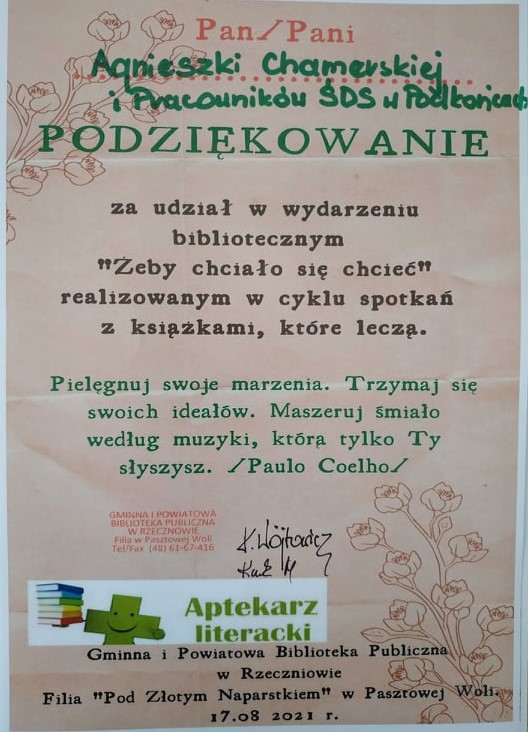 Pan/Pani
Agnieszki Chamerskiej
i Pracowników ŚDS w Podkońcach
PODZIĘKOWANIE
za udział w wydarzeniu
bibliotecznym
"Żeby chciało się chcieć"
realizowanym w cyklu spotkań
z książkami, które leczą.
Pielęgnuj swoje marzenia. Trzymaj się
swoich ideałów. Maszeruj śmiało
według muzyki, którą tylko Ty
słyszysz. /Paulo Coelho/
GMINNA I POWIATOWA
BIBLIOTEKA PUBLICZNA
W RZECZNOWIE
Filia w Pasztowej Woli
Tel/Fax (48) 61-67-416
Aptekarz
literacki
Gminna i Powiatowa Biblioteka Publiczna
w Rzeczniowie
Filia "Pod Złotym Naparstkiem" w Pasztowej Woli.
17.08 2021 r.